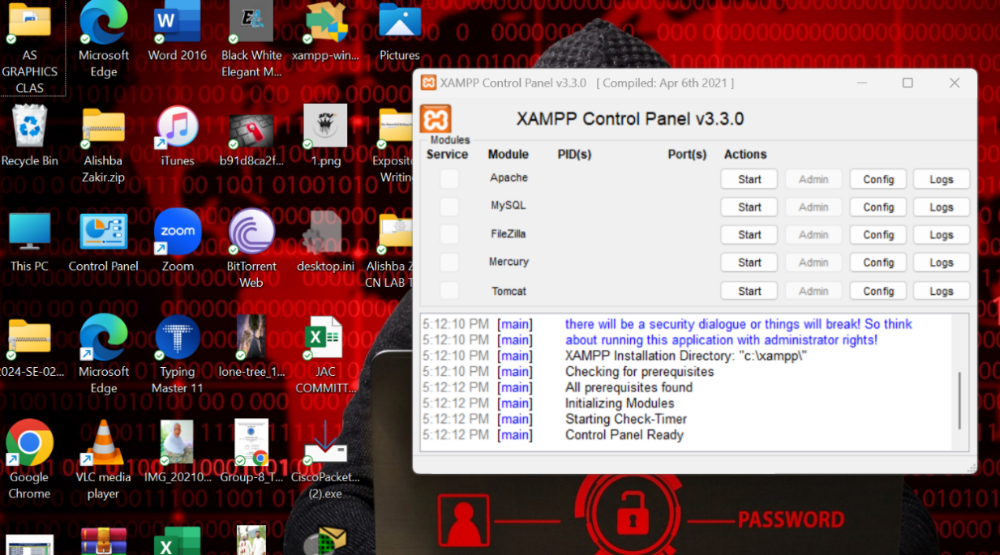 AS
GRAPHICS
CLAS
Microsoft
Edge
Word 2016
Black White
Elegant M...
xampp-win...
Pictures
Recycle Bin
Alishba
Zakir.zip
iTunes
b91d8ca2f...
1.png
Exposito
Writin
This PC
Control Panel
zoom
Zoom
BitTorrent
Web
desktop.ini
Alishba Z
CN LAB T
2024-SE-02...
Microsoft
Edge
Typing
Master 11
lone-tree_1...
JAC
COMMITT...
Google
Chrome
VLC media
player
IMG_20210...
Group-8_T...
CiscoPacket...
(2).exe
XAMPP Control Panel v3.3.0 [ Compiled: Apr 6th 2021 ]
XAMPP Control Panel v3.3.0
Modules
Service Module PID(s) Port(s) Actions
Apache Start Admin Config Logs
MySQL Start Admin Config Logs
FileZilla Start Admin Config Logs
Mercury Start Admin Config Logs
Tomcat Start Admin Config Logs
5:12:10 PM [main] there will be a security dialogue or things will break! So think
5:12:10 PM [main] about running this application with administrator rights!
5:12:10 PM [main] XAMPP Installation Directory: "c:\xampp\"
5:12:10 PM [main] Checking for prerequisites
5:12:10 PM [main] All prerequisites found
5:12:12 PM [main] Initializing Modules
5:12:12 PM [main] Starting Check-Timer
5:12:12 PM [main] Control Panel Ready
PASSWORD